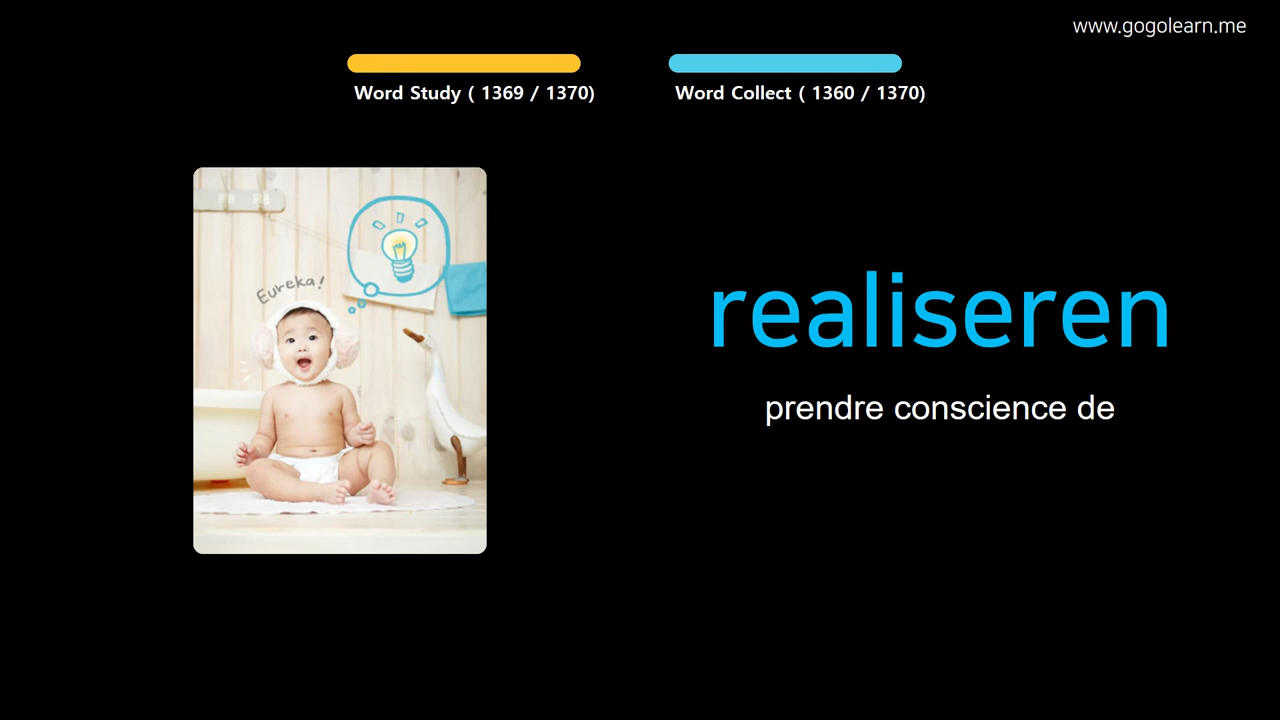 www.gogolearn.me
Word Study ( 1369 / 1370)
Word Collect ( 1360 / 1370)
Eureka!
realiseren
prendre conscience de